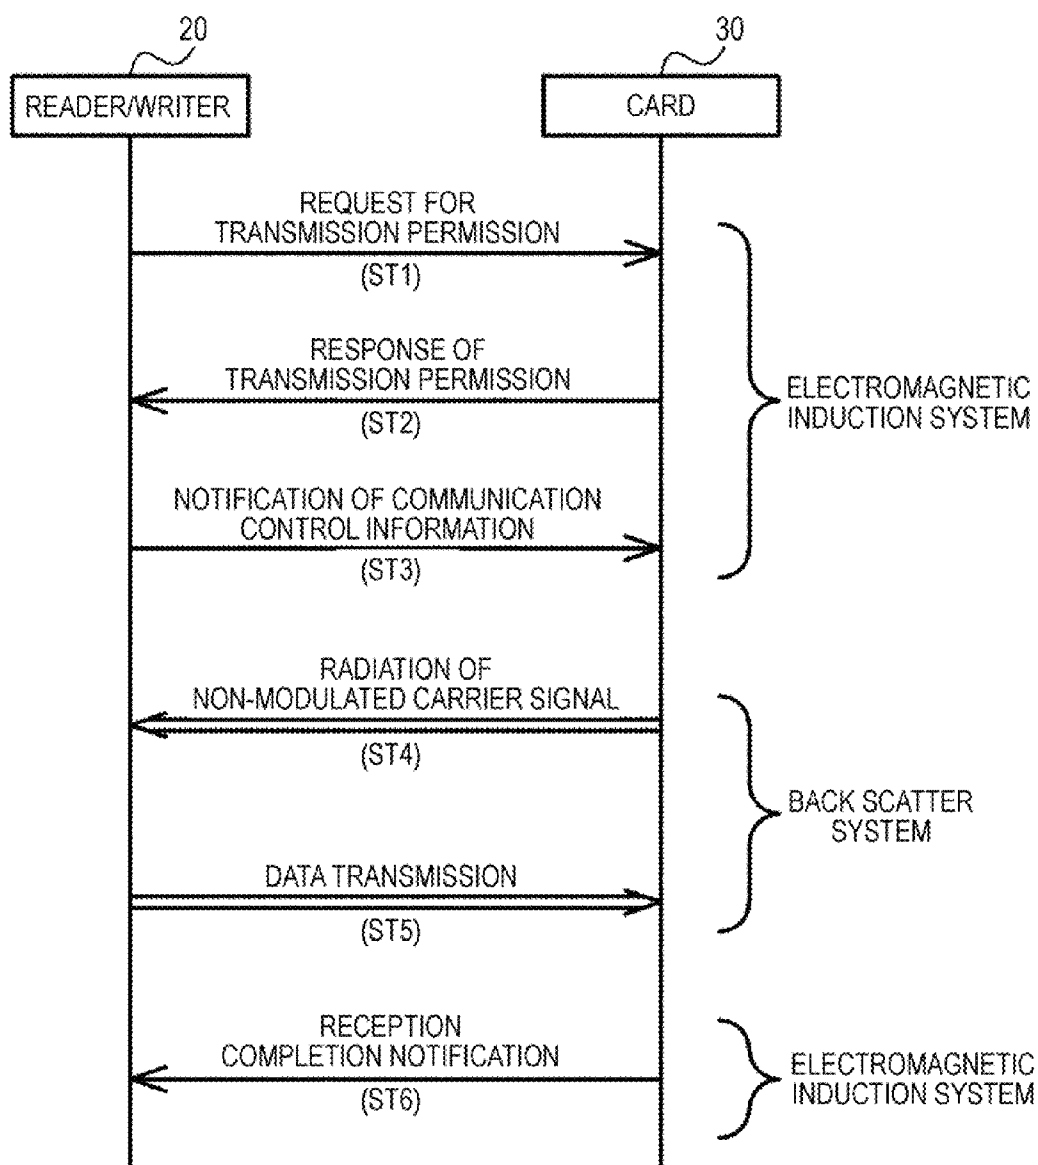 20
30
READER/WRITER
CARD
REQUEST FOR
TRANSMISSION PERMISSION
(ST1)
RESPONSE OF
TRANSMISSION PERMISSION
(ST2)
ELECTROMAGNETIC
INDUCTION SYSTEM
NOTIFICATION OF COMMUNICATION
CONTROL INFORMATION
(ST3)
RADIATION OF
NON-MODULATED CARRIER SIGNAL
(ST4)
BACK SCATTER
SYSTEM
DATA TRANSMISSION
(ST5)
RECEPTION
COMPLETION NOTIFICATION
(ST6)
ELECTROMAGNETIC
INDUCTION SYSTEM